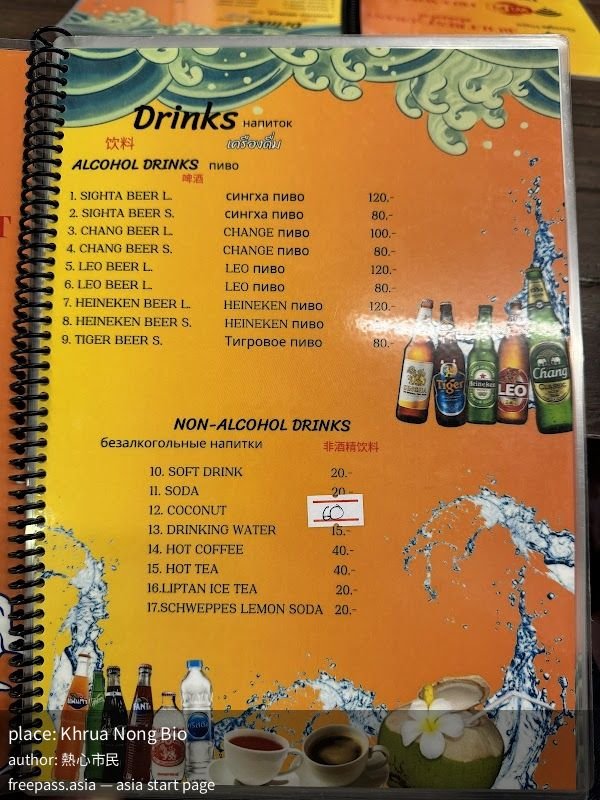 Drinks напиток
饮料 เครื่องดื่ม
ALCOHOL DRINKS пиво
啤酒
1. SIGHTA BEER L. сингха пиво 120.-
2. SIGHTA BEER S. сингха пиво 80.-
3. CHANG BEER L. CHANGE пиво 100.-
4. CHANG BEER S. CHANGE пиво 80.-
5. LEO BEER L. LEO пиво 120.-
6. LEO BEER L. LEO пиво 80.-
7. HEINEKEN BEER L. HEINEKEN пиво 120.-
8. HEINEKEN BEER S. HEINEKEN пиво
9. TIGER BEER S. Тигровое пиво 80.-
Tiger
Heineken
LEO
Chang
CLASSIC
NON-ALCOHOL DRINKS
безалкогольные напитки 非酒精饮料
10. SOFT DRINK 20.-
11. SODA 20.-
12. COCONUT 60
13. DRINKING WATER 15.-
14. HOT COFFEE 40.-
15. HOT TEA 40.-
16.LIPTAN ICE TEA 20.-
17.SCHWEPPES LEMON SODA 20.-
place: Khrua Nong Bio
author: 熱心市民
freepass.asia — asia start page